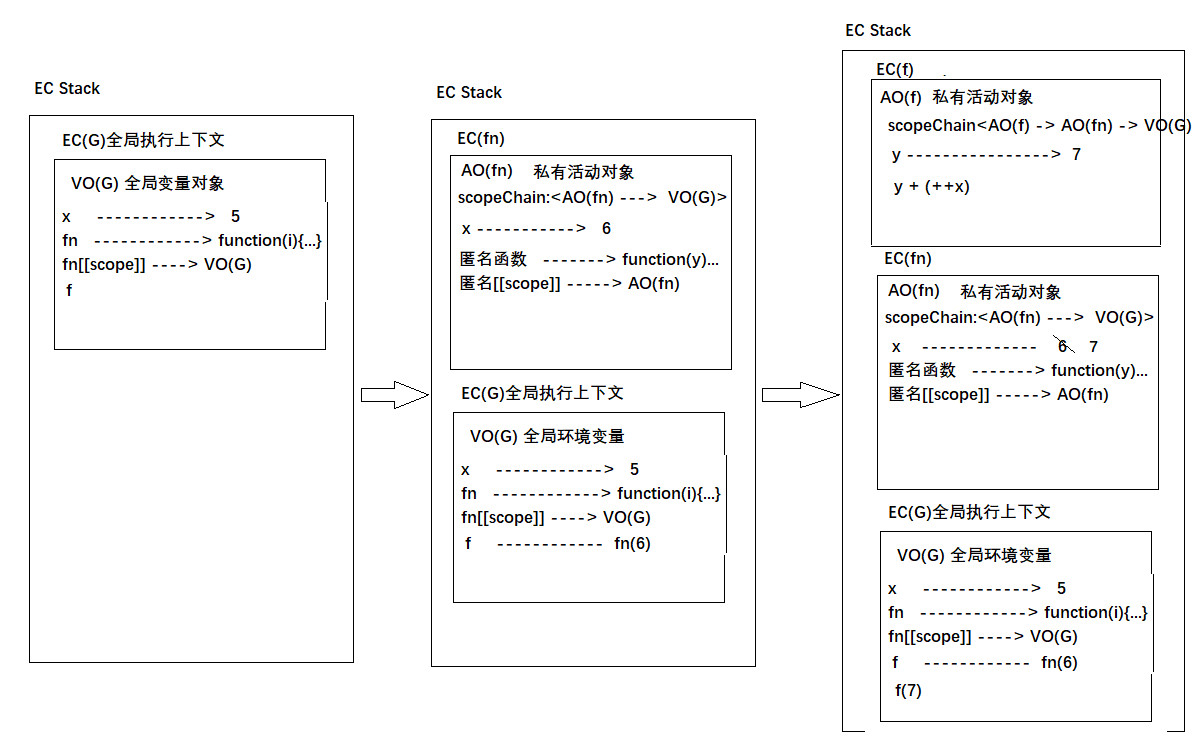 EC Stack
EC(G)全局执行上下文
VO(G) 全局变量对象
x ------------> 5
fn ------------> function(i){...}
fn[[scope]] ----> VO(G)
f
EC Stack
EC(fn)
AO(fn) 私有活动对象
scopeChain:<AO(fn) ---> VO(G)>
x ------------> 6
匿名函数 -------> function(y)...
匿名[[scope]] -----> AO(fn)
EC(G)全局执行上下文
VO(G) 全局环境变量
x ------------> 5
fn ------------> function(i){...}
fn[[scope]] ----> VO(G)
f ------------ fn(6)
EC Stack
EC(f)
AO(f) 私有活动对象
scopeChain<AO(f) -> AO(fn) -> VO(G)
y ----------------> 7
y + (++x)
EC(fn)
AO(fn) 私有活动对象
scopeChain:<AO(fn) ---> VO(G)>
x ------------- 6 7
匿名函数 -------> function(y)...
匿名[[scope]] -----> AO(fn)
EC(G)全局执行上下文
VO(G) 全局环境变量
x ------------> 5
fn ------------> function(i){...}
fn[[scope]] ----> VO(G)
f ------------ fn(6)
f(7)